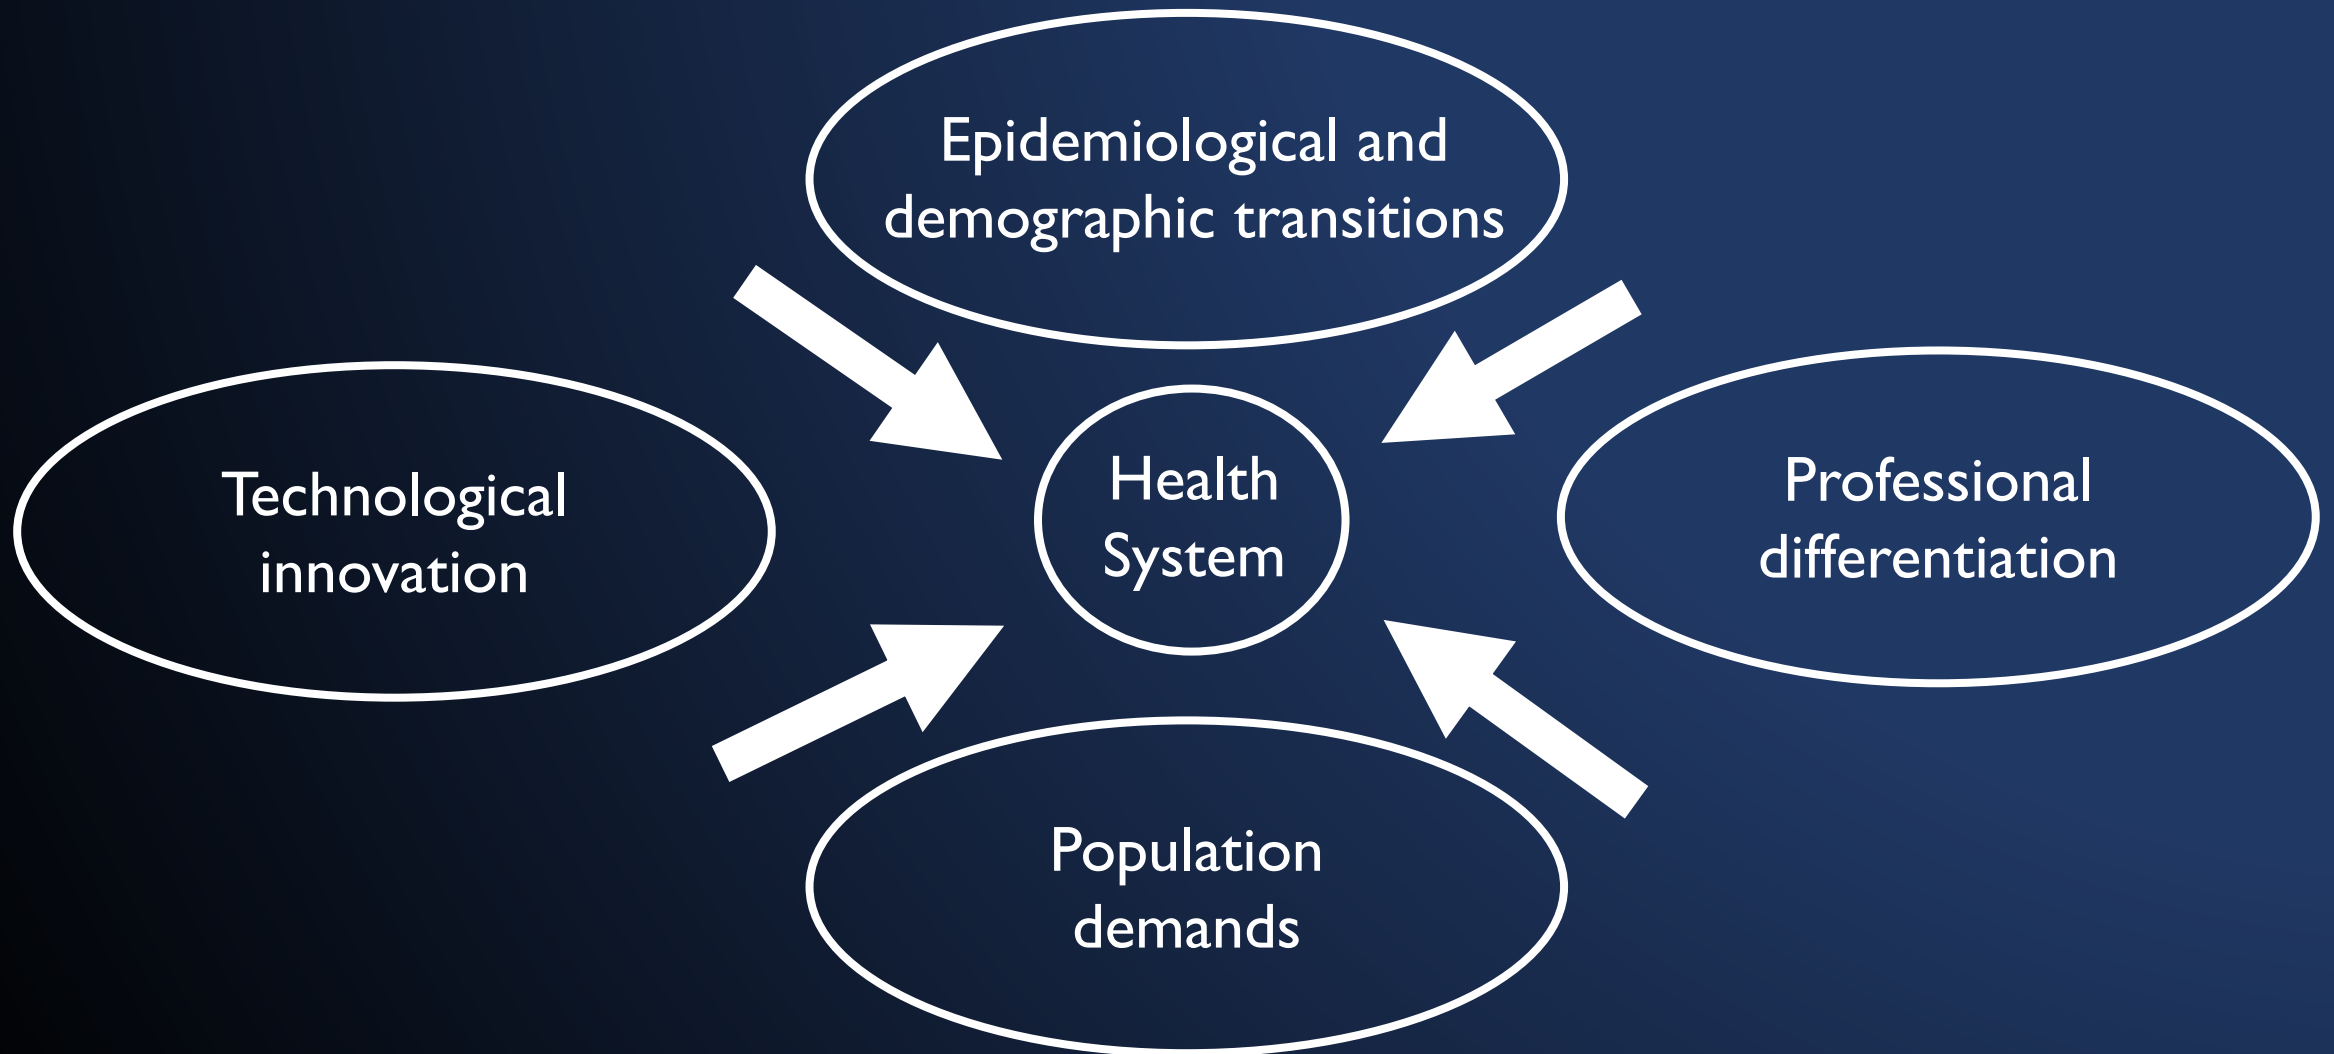 Epidemiological and
demographic transitions
Technological
innovation
Health
System
Professional
differentiation
Population
demands